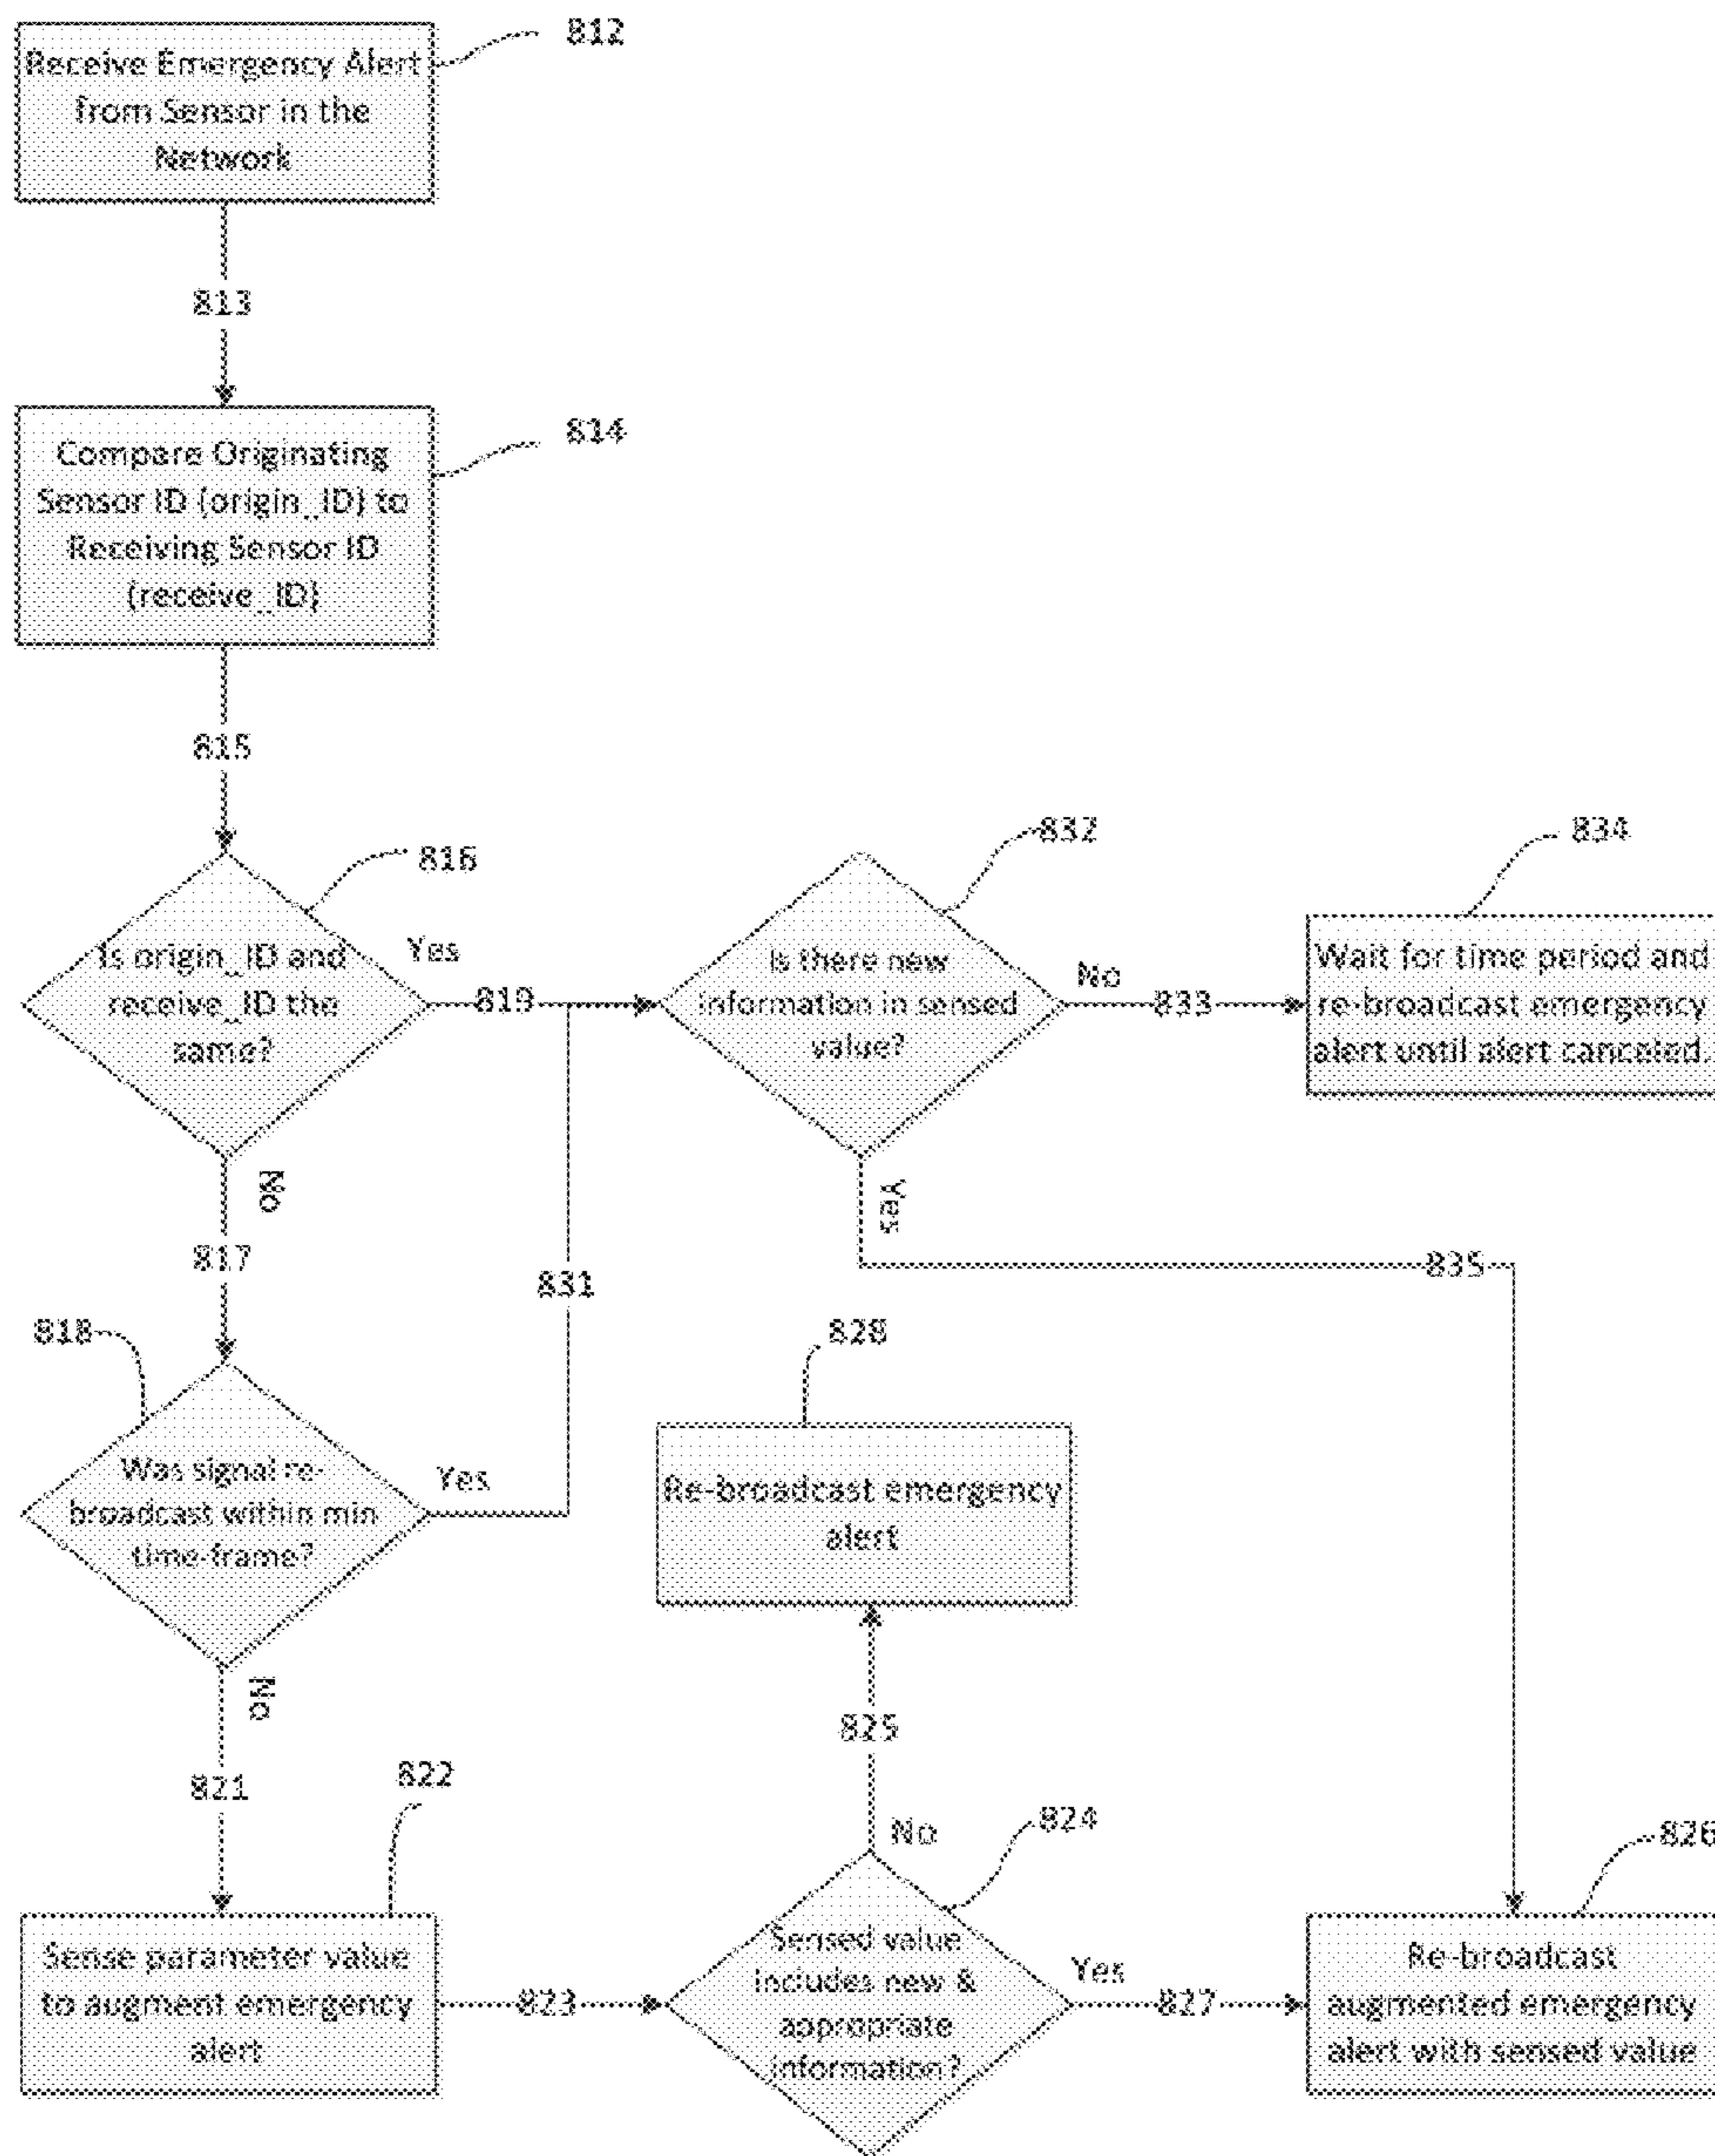 812
Receive Emergency Alert
from Sensor in the
Network
813
814
Compare Originating
Sensor ID (origin_ID) to
Receiving Sensor ID
(receive_ID)
815
816
Is origin_ID and
receive_ID the
same?
Yes
819
832
Is there new
information in sensed
value?
No
833
834
Wait for time period and
re-broadcast emergency
alert until alert canceled.
No
817
831
Yes
835
818
Was signal re-
broadcast within min
time-frame?
Yes
828
Re-broadcast emergency
alert
No
821
825
822
Sense parameter value
to augment emergency
alert
823
No
824
Sensed value
includes new &
appropriate
information?
Yes
827
826
Re-broadcast
augmented emergency
alert with sensed value